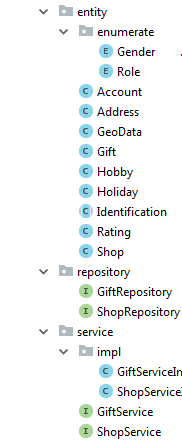 entity
enumerate
E Gender
E Role
C Account
C Address
C GeoData
C Gift
C Hobby
C Holiday
C Identification
C Rating
C Shop
repository
I GiftRepository
I ShopRepository
service
impl
C GiftServiceIn
C ShopServiceI
I GiftService
I ShopService